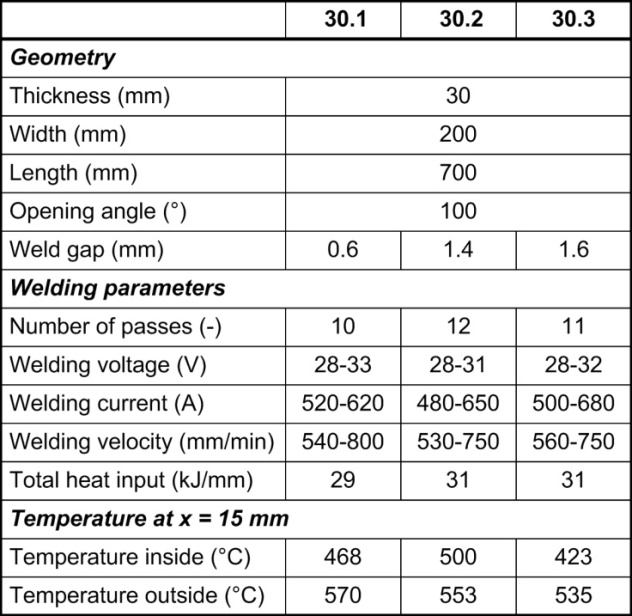 30.1 30.2 30.3
Geometry
Thickness (mm) 30
Width (mm) 200
Length (mm) 700
Opening angle (°) 100
Weld gap (mm) 0.6 1.4 1.6
Welding parameters
Number of passes (-) 10 12 11
Welding voltage (V) 28-33 28-31 28-32
Welding current (A) 520-620 480-650 500-680
Welding velocity (mm/min) 540-800 530-750 560-750
Total heat input (kJ/mm) 29 31 31
Temperature at x = 15 mm
Temperature inside (°C) 468 500 423
Temperature outside (°C) 570 553 535